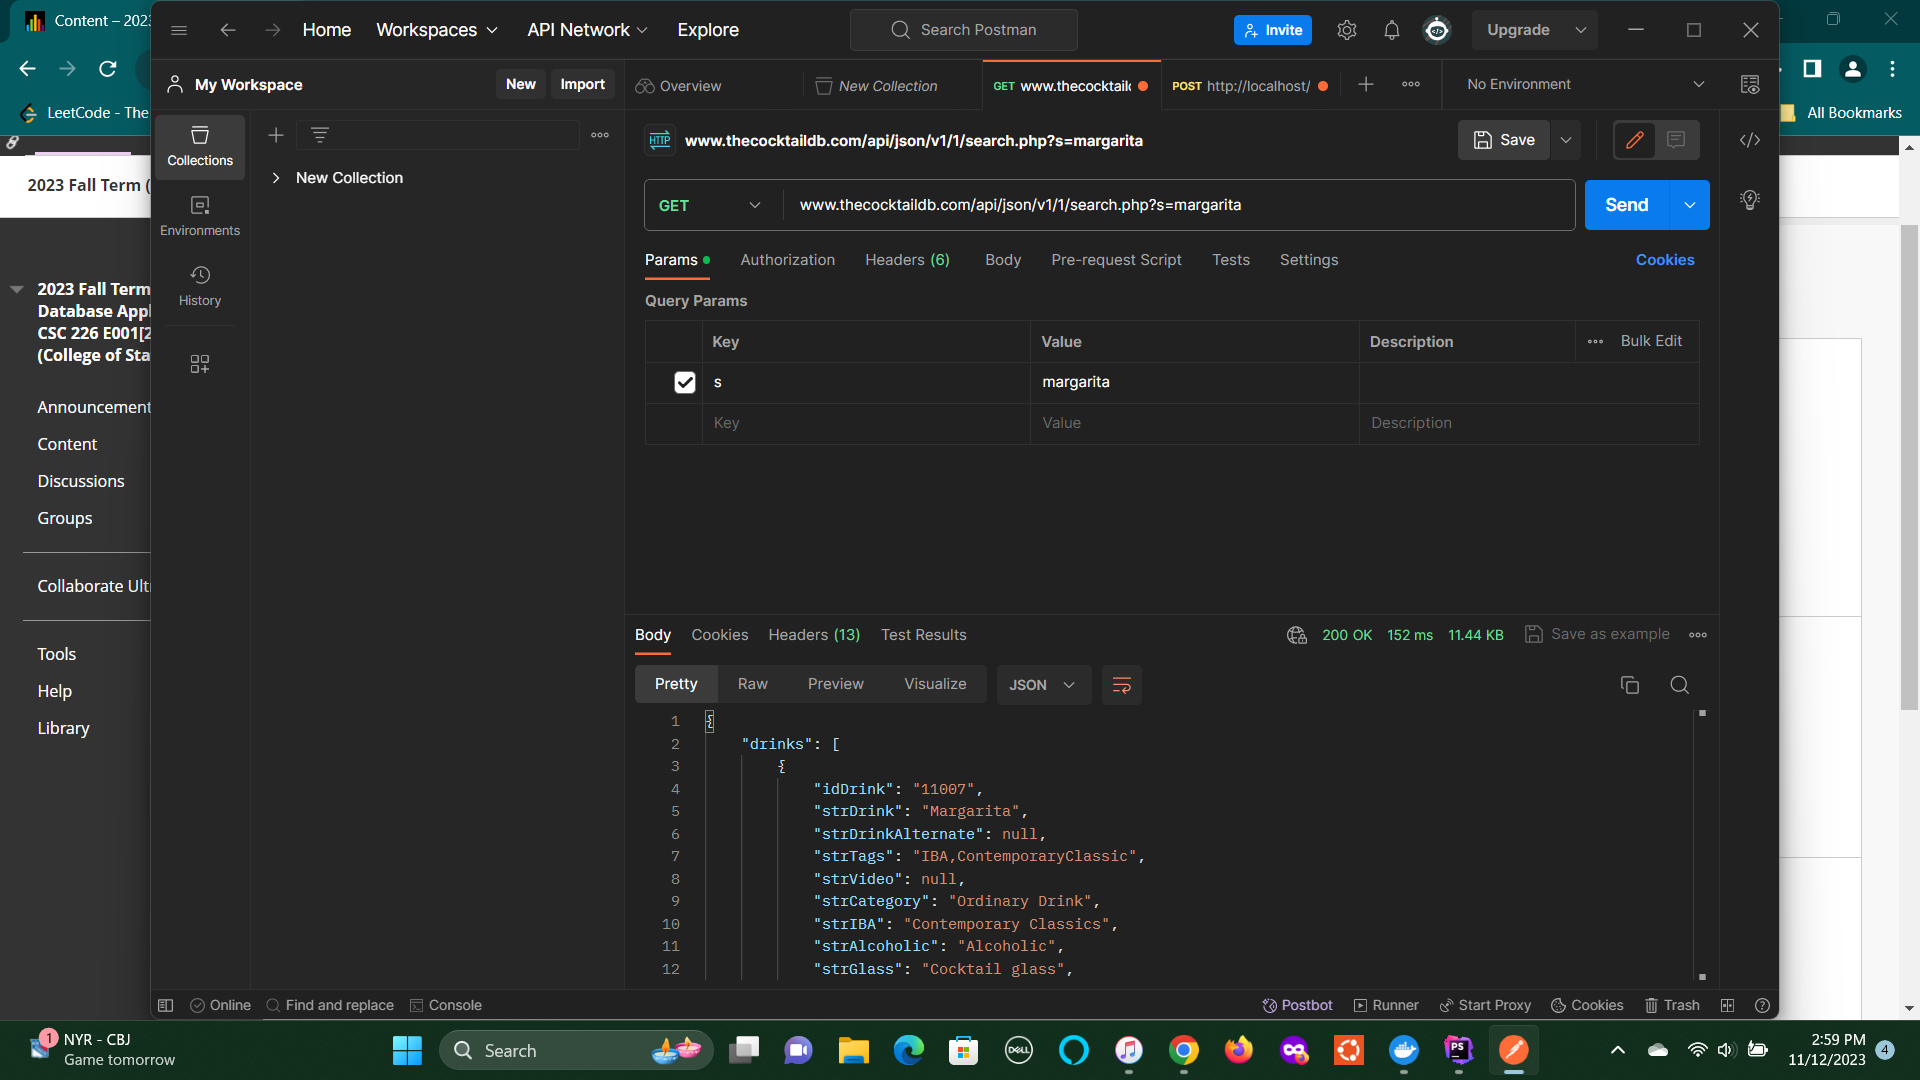 Content – 202
Home
Workspaces
API Network
Explore
Search Postman
Invite
Upgrade
My Workspace
New
Import
Overview
New Collection
GET www.thecocktail
POST http://localhost/
No Environment
LeetCode - The
All Bookmarks
Collections
HTTP
www.thecocktaildb.com/api/json/v1/1/search.php?s=margarita
Save
New Collection
2023 Fall Term (
GET
www.thecocktaildb.com/api/json/v1/1/search.php?s=margarita
Send
Environments
Params
Authorization
Headers (6)
Body
Pre-request Script
Tests
Settings
Cookies
History
Query Params
2023 Fall Term
Database Appl
CSC 226 E001[2
(College of Sta
Key
Value
Description
Bulk Edit
s
margarita
Key
Value
Description
Announcement
Content
Discussions
Groups
Collaborate Ult
Tools
Help
Library
Body
Cookies
Headers (13)
Test Results
200 OK
152 ms
11.44 KB
Save as example
Pretty
Raw
Preview
Visualize
JSON
1 {
2 "drinks": [
3 {
4 "idDrink": "11007",
5 "strDrink": "Margarita",
6 "strDrinkAlternate": null,
7 "strTags": "IBA,ContemporaryClassic",
8 "strVideo": null,
9 "strCategory": "Ordinary Drink",
10 "strIBA": "Contemporary Classics",
11 "strAlcoholic": "Alcoholic",
12 "strGlass": "Cocktail glass",
Online
Find and replace
Console
Postbot
Runner
Start Proxy
Cookies
Trash
1
NYR - CBJ
Game tomorrow
Search
DELL
PS
2:59 PM
11/12/2023
4